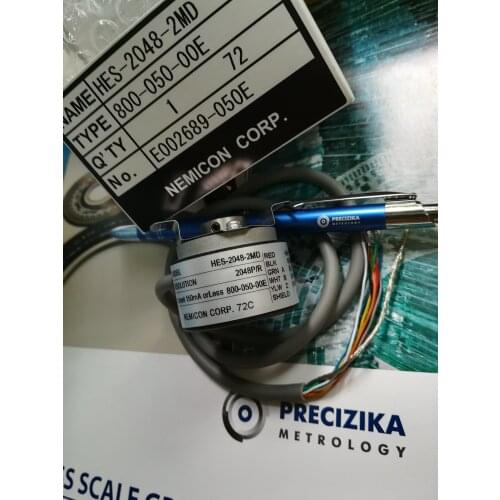 NAME HES-2048-2MD
TYPE 800-050-00E
Q'TY 1 72
No. E002689-050E
NEMICON CORP.
PRECIZIKA
METROLOGY
HES-2048-2MD
2048P/R
150mA orLess 800-050-00E
NEMICON CORP. 72C
RED
BLK
GRN A
WHT B
YLW Z
SHIELD
PRECIZIKA
METROLOGY
SCALE